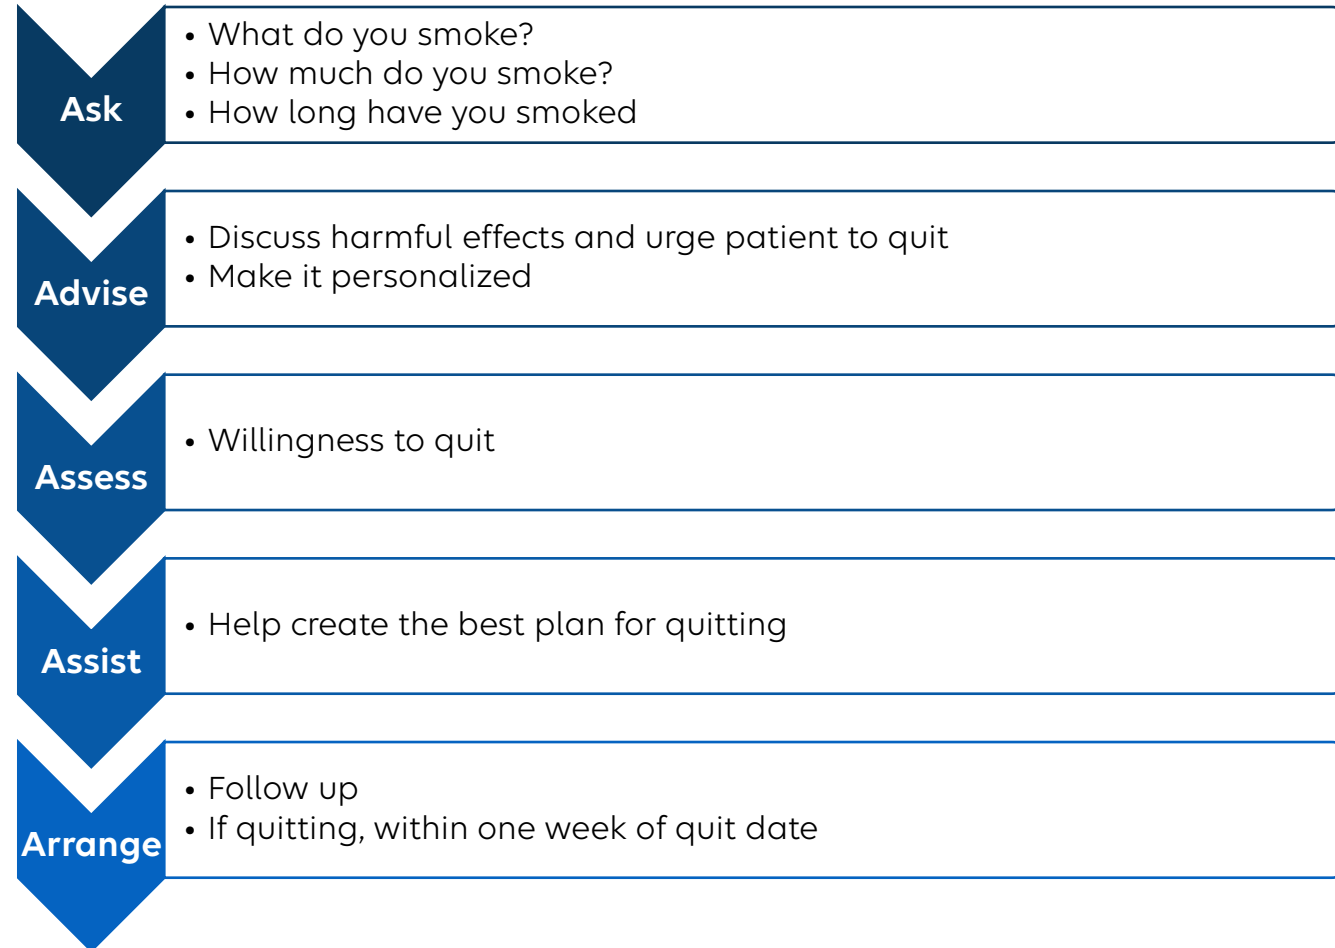 Ask
• What do you smoke?
• How much do you smoke?
• How long have you smoked
Advise
• Discuss harmful effects and urge patient to quit
• Make it personalized
Assess
• Willingness to quit
Assist
• Help create the best plan for quitting
Arrange
• Follow up
• If quitting, within one week of quit date